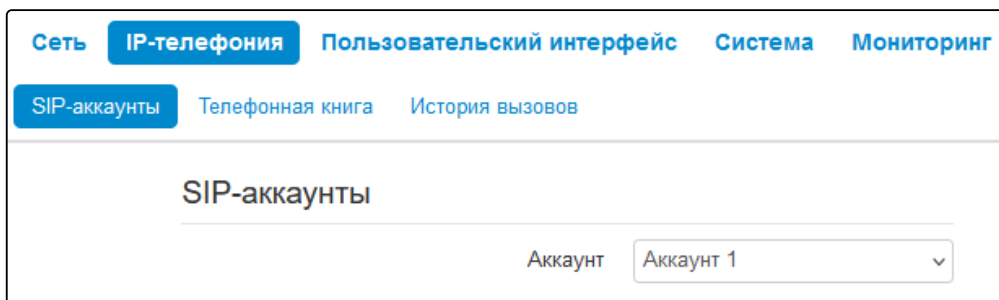 Сеть IP-телефония Пользовательский интерфейс Система Мониторинг
SIP-аккаунты Телефонная книга История вызовов
SIP-аккаунты
Аккаунт Аккаунт 1